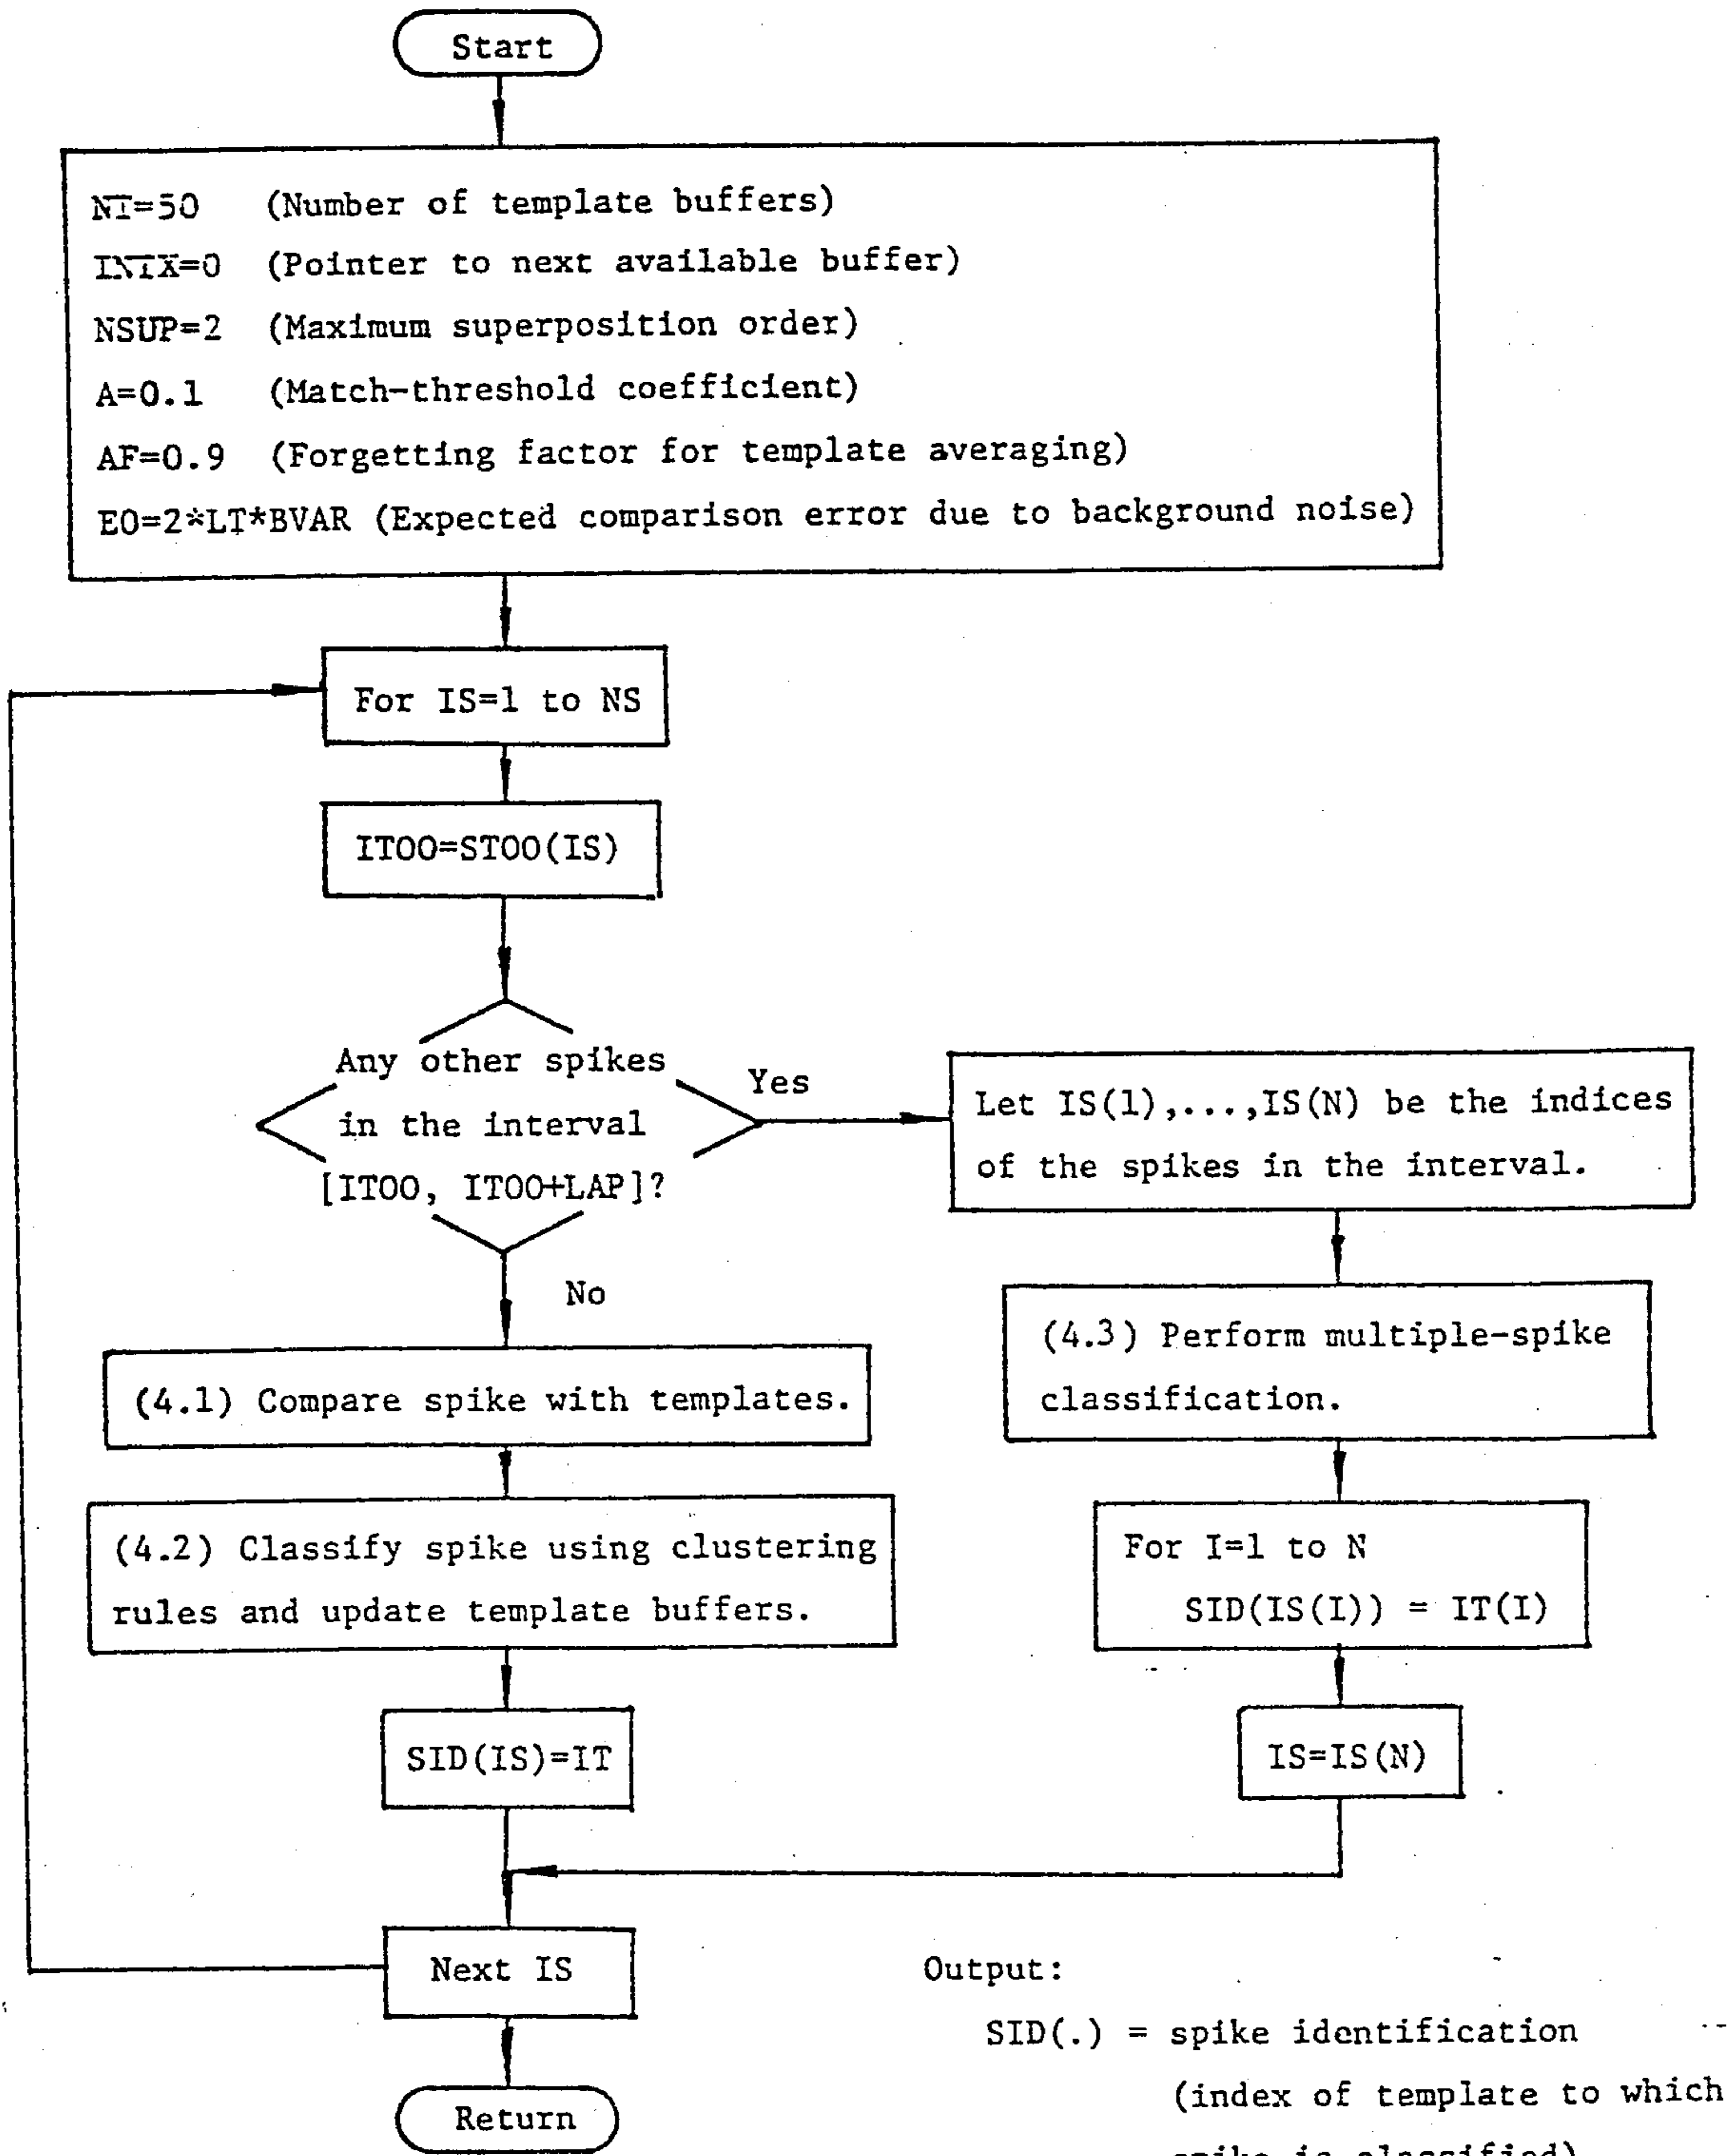 Start
NT=50 (Number of template buffers)
INTX=0 (Pointer to next available buffer)
NSUP=2 (Maximum superposition order)
A=0.1 (Match-threshold coefficient)
AF=0.9 (Forgetting factor for template averaging)
EO=2*LT*BVAR (Expected comparison error due to background noise)
For IS=1 to NS
ITOO=STOO(IS)
Any other spikes
in the interval
[ITOO, ITOO+LAP]?
Yes
No
Let IS(1),...,IS(N) be the indices
of the spikes in the interval.
(4.3) Perform multiple-spike
classification.
For I=1 to N
SID(IS(I)) = IT(I)
IS=IS(N)
(4.1) Compare spike with templates.
(4.2) Classify spike using clustering
rules and update template buffers.
SID(IS)=IT
Next IS
Return
Output:
SID(.) = spike identification
(index of template to which
spike is classified)